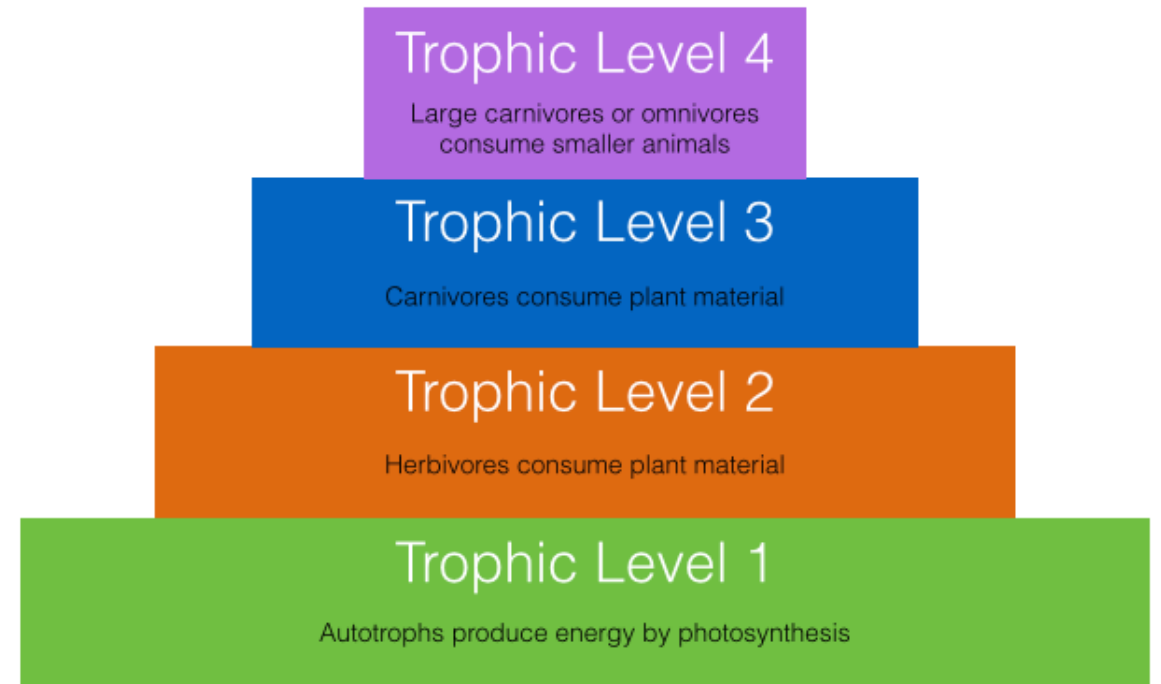 Trophic Level 4
Large carnivores or omnivores
consume smaller animals
Trophic Level 3
Carnivores consume plant material
Trophic Level 2
Herbivores consume plant material
Trophic Level 1
Autotrophs produce energy by photosynthesis